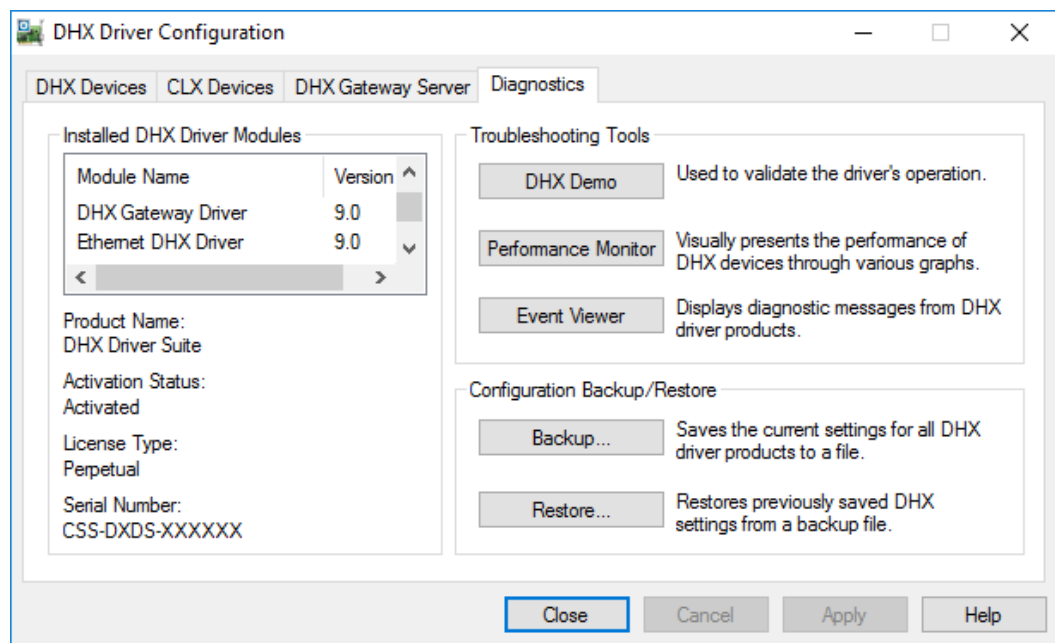 DHX Driver Configuration
DHX Devices CLX Devices DHX Gateway Server Diagnostics
Installed DHX Driver Modules
Module Name Version
DHX Gateway Driver 9.0
Ethernet DHX Driver 9.0
Product Name:
DHX Driver Suite
Activation Status:
Activated
License Type:
Perpetual
Serial Number:
CSS-DXDS-XXXXXX
Troubleshooting Tools
DHX Demo
Used to validate the driver's operation.
Performance Monitor
Visually presents the performance of
DHX devices through various graphs.
Event Viewer
Displays diagnostic messages from DHX
driver products.
Configuration Backup/Restore
Backup...
Saves the current settings for all DHX
driver products to a file.
Restore...
Restores previously saved DHX
settings from a backup file.
Close Cancel Apply Help